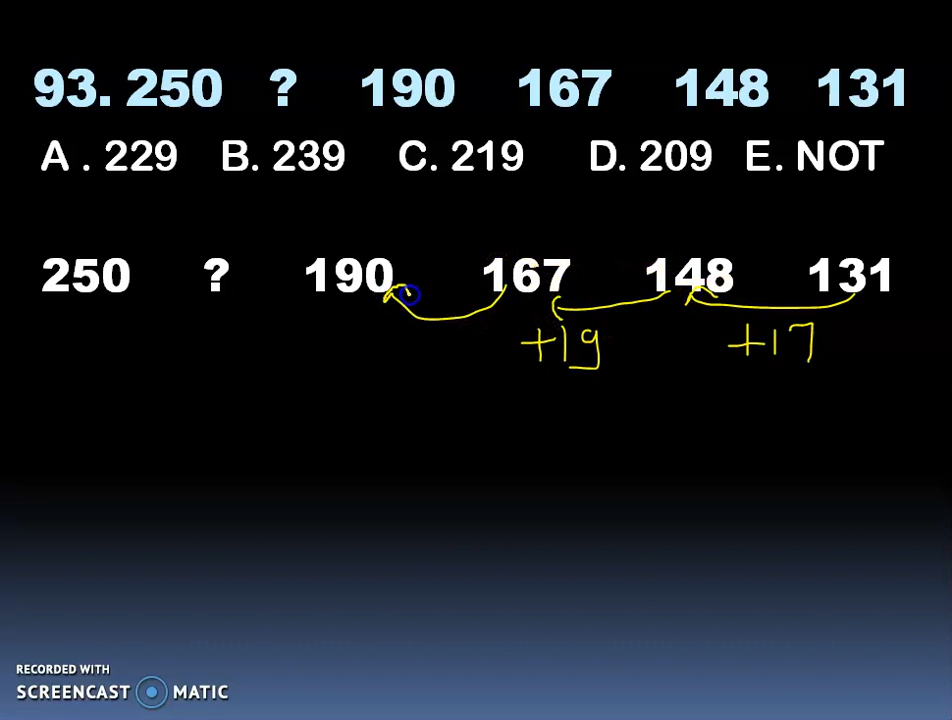 93. 250 ? 190 167 148 131
A . 229 B. 239 C. 219 D. 209 E. NOT
250 ? 190 167 148 131
+19 +17
RECORDED WITH
SCREENCAST MATIC